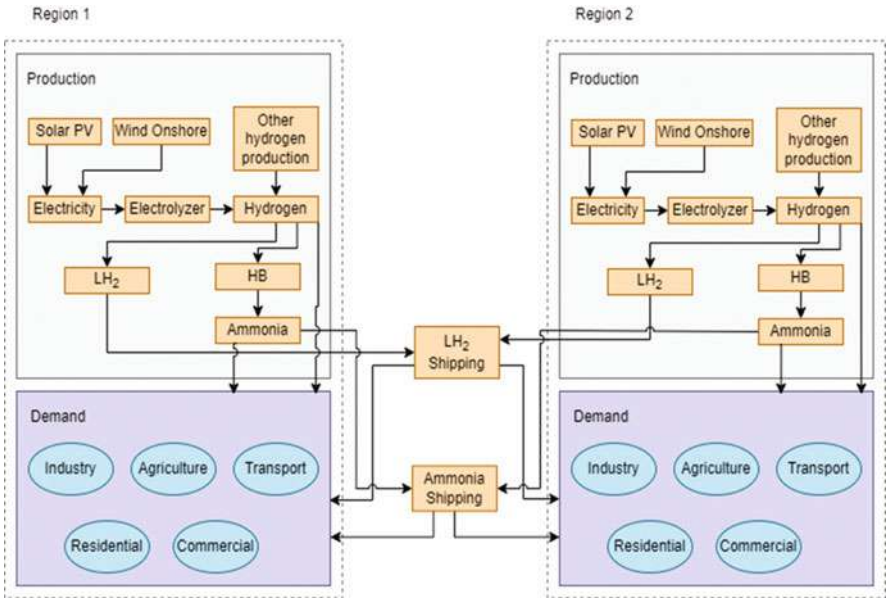 Region 1
Region 2
Production
Solar PV
Wind Onshore
Other
hydrogen
production
Electricity
Electrolyzer
Hydrogen
LH2
HB
Ammonia
Demand
Industry
Agriculture
Transport
Residential
Commercial
LH2
Shipping
Ammonia
Shipping
Production
Solar PV
Wind Onshore
Other
hydrogen
production
Electricity
Electrolyzer
Hydrogen
LH2
HB
Ammonia
Demand
Industry
Agriculture
Transport
Residential
Commercial